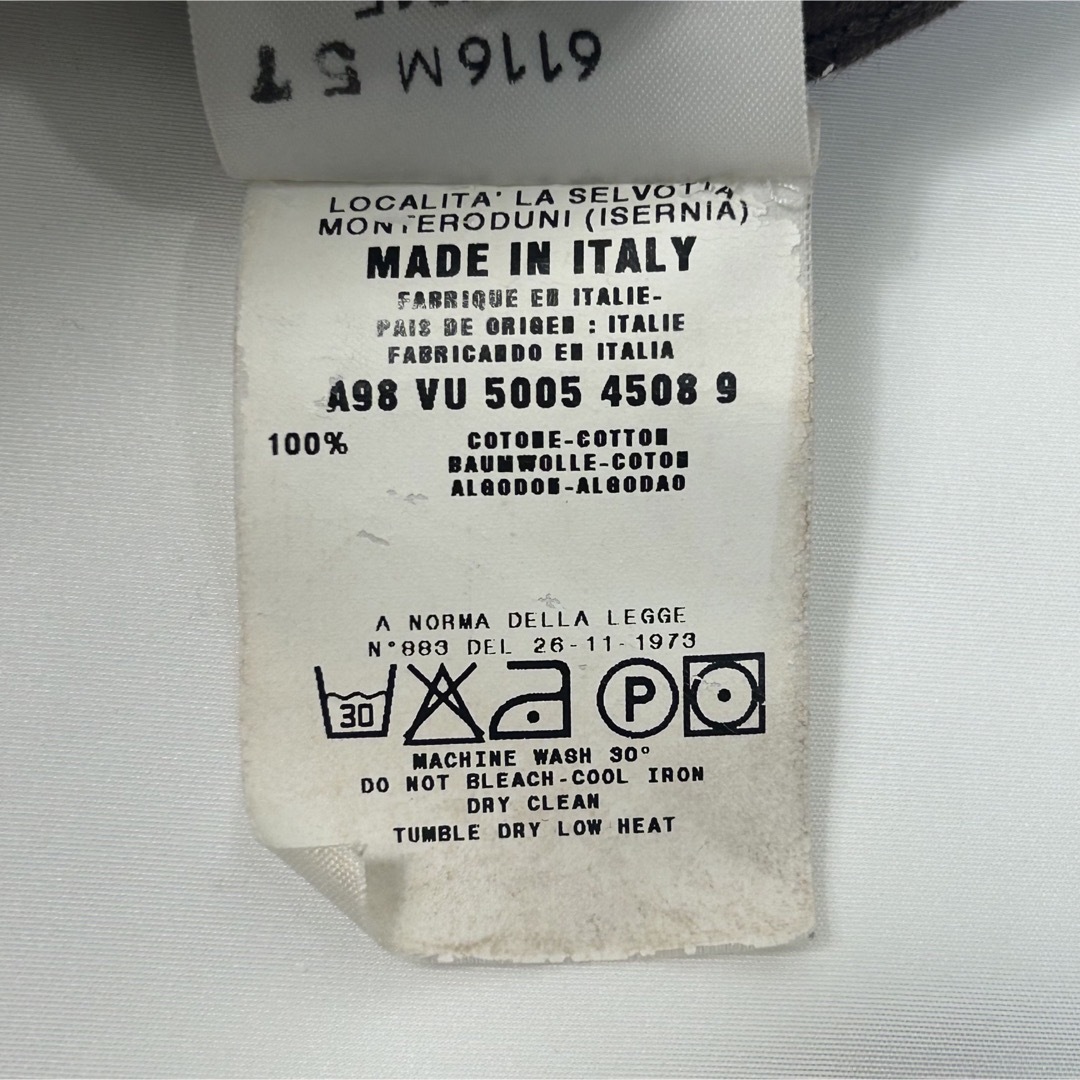 6116M 51
LOCALITA' LA SELVOTTA
MONTERODUNI (ISERNIA)
MADE IN ITALY
FABRIQUE EN ITALIE-
PAIS DE ORIGEN : ITALIE
FABRICANDO EN ITALIA
A98 VU 5005 4508 9
100% COTONE-COTTON
BAUMWOLLE-COTON
ALGODON-ALGODAO
A NORMA DELLA LEGGE
N°883 DEL 26-11-1973
30 P
MACHINE WASH 30°
DO NOT BLEACH-COOL IRON
DRY CLEAN
TUMBLE DRY LOW HEAT